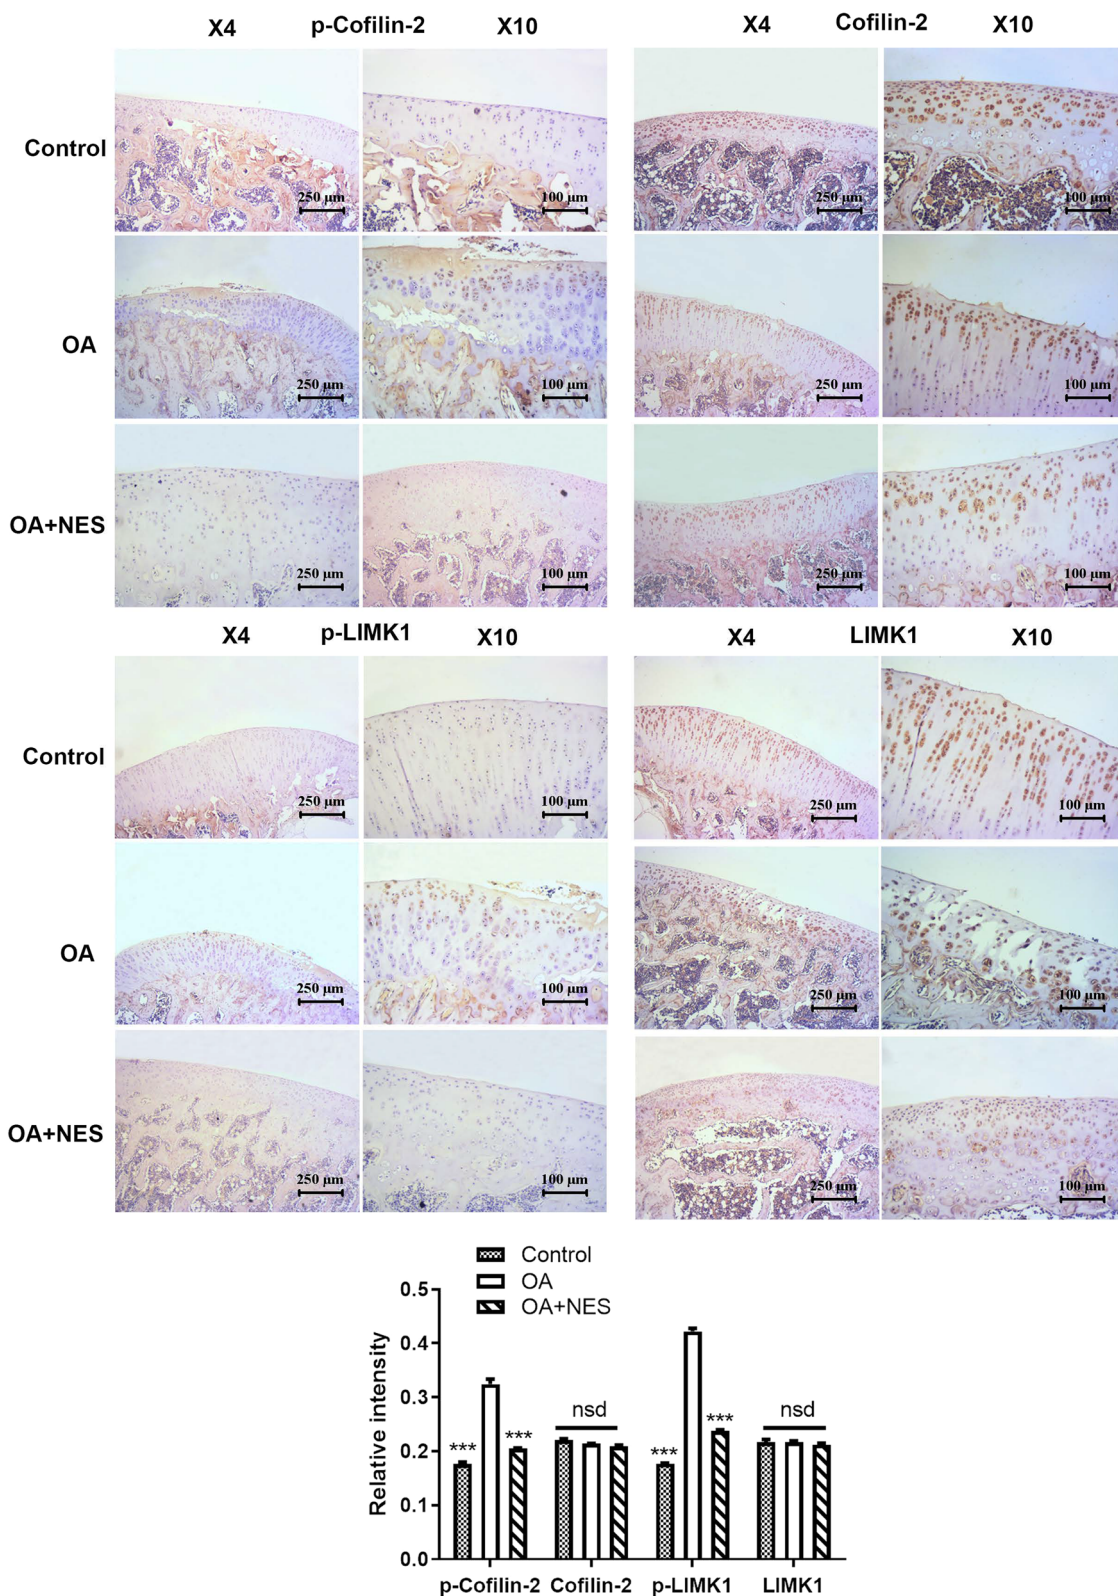 X4 p-Cofilin-2 X10 X4 Cofilin-2 X10
Control
250 μm 100 μm 250 μm 100 μm
OA
250 μm 100 μm 250 μm 100 μm
OA+NES
250 μm 100 μm 250 μm 100 μm
X4 p-LIMK1 X10 X4 LIMK1 X10
Control
250 μm 100 μm 250 μm 100 μm
OA
250 μm 100 μm 250 μm 100 μm
OA+NES
250 μm 100 μm 250 μm 100 μm
Control
OA
OA+NES
Relative intensity
0.5
0.4
0.3
0.2
0.1
0.0
*** *** nsd *** *** nsd
p-Cofilin-2 Cofilin-2 p-LIMK1 LIMK1